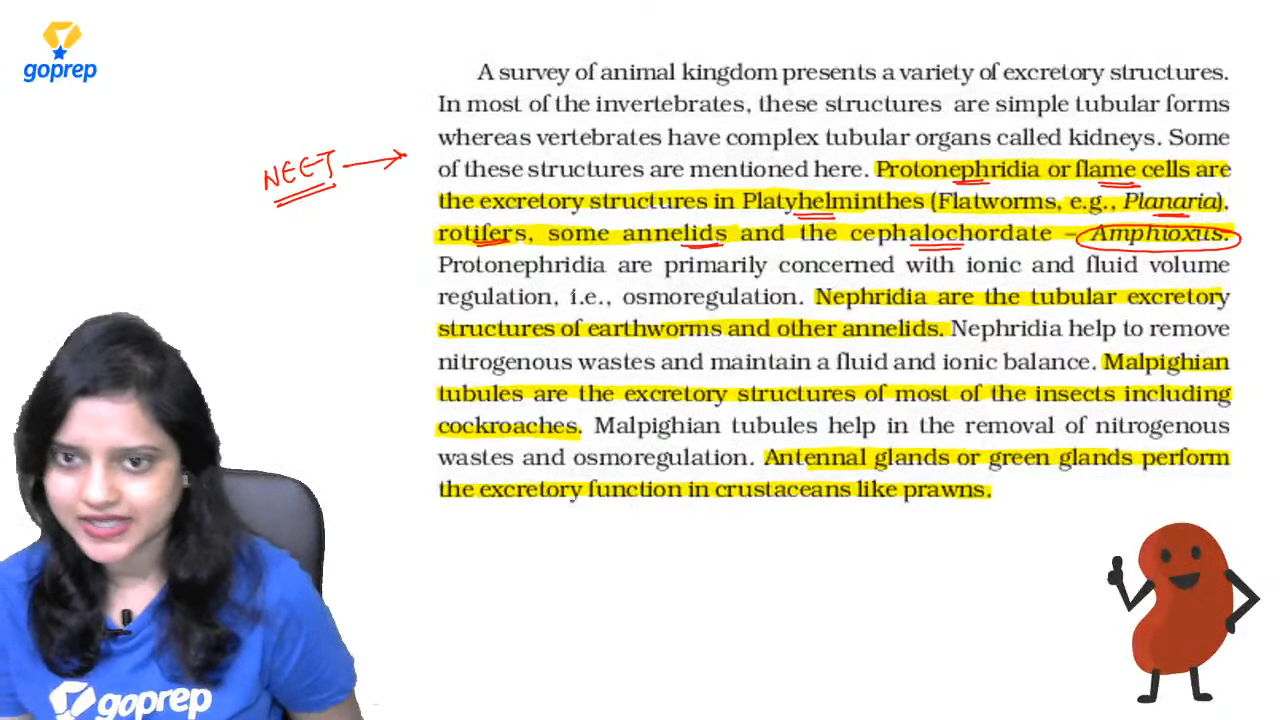 goprep
A survey of animal kingdom presents a variety of excretory structures.
In most of the invertebrates, these structures are simple tubular forms
whereas vertebrates have complex tubular organs called kidneys. Some
of these structures are mentioned here. Protonephridia or flame cells are
the excretory structures in Platyhelminthes (Flatworms, e.g., Planaria),
rotifers, some annelids and the cephalochordate – Amphioxus.
Protonephridia are primarily concerned with ionic and fluid volume
regulation, i.e., osmoregulation. Nephridia are the tubular excretory
structures of earthworms and other annelids. Nephridia help to remove
nitrogenous wastes and maintain a fluid and ionic balance. Malpighian
tubules are the excretory structures of most of the insects including
cockroaches. Malpighian tubules help in the removal of nitrogenous
wastes and osmoregulation. Antennal glands or green glands perform
the excretory function in crustaceans like prawns.
NEET
goprep